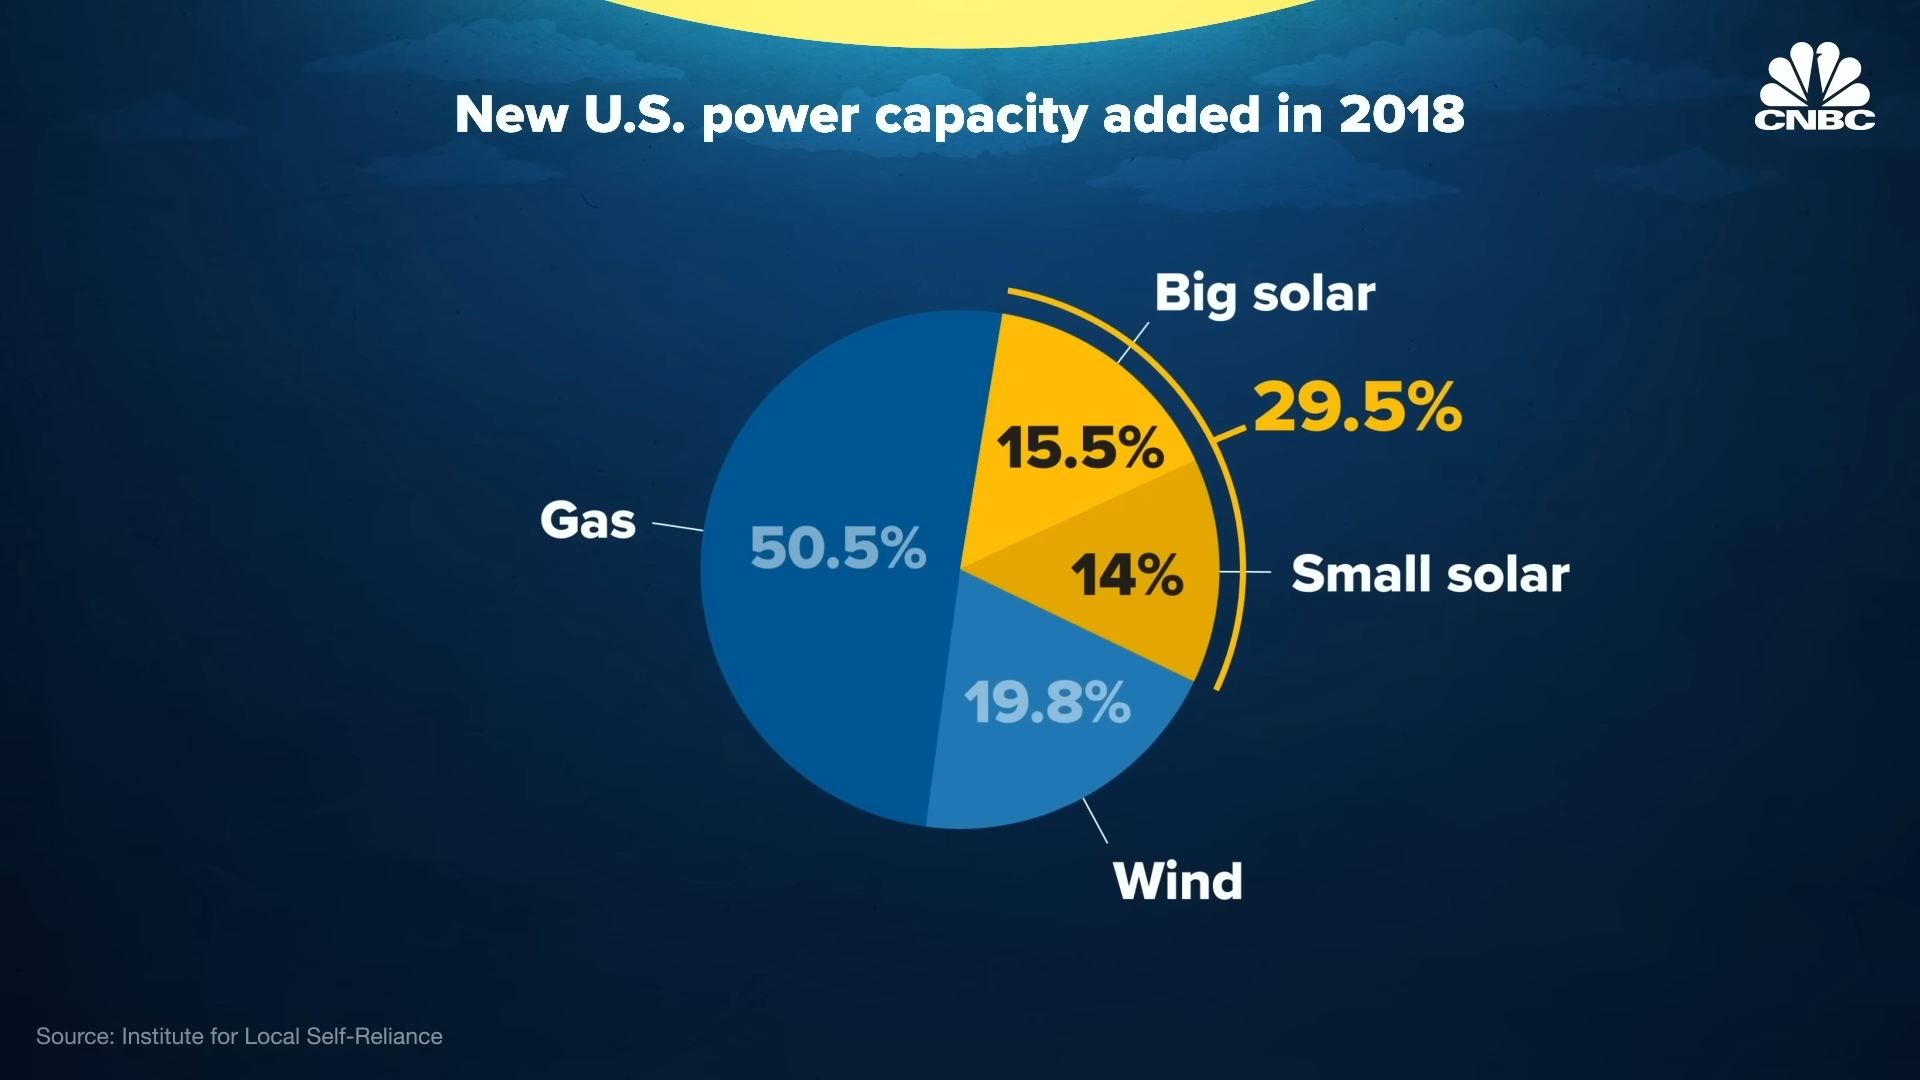 New U.S. power capacity added in 2018
CNBC
Big solar
29.5%
15.5%
Gas
50.5%
14%
Small solar
19.8%
Wind
Source: Institute for Local Self-Reliance